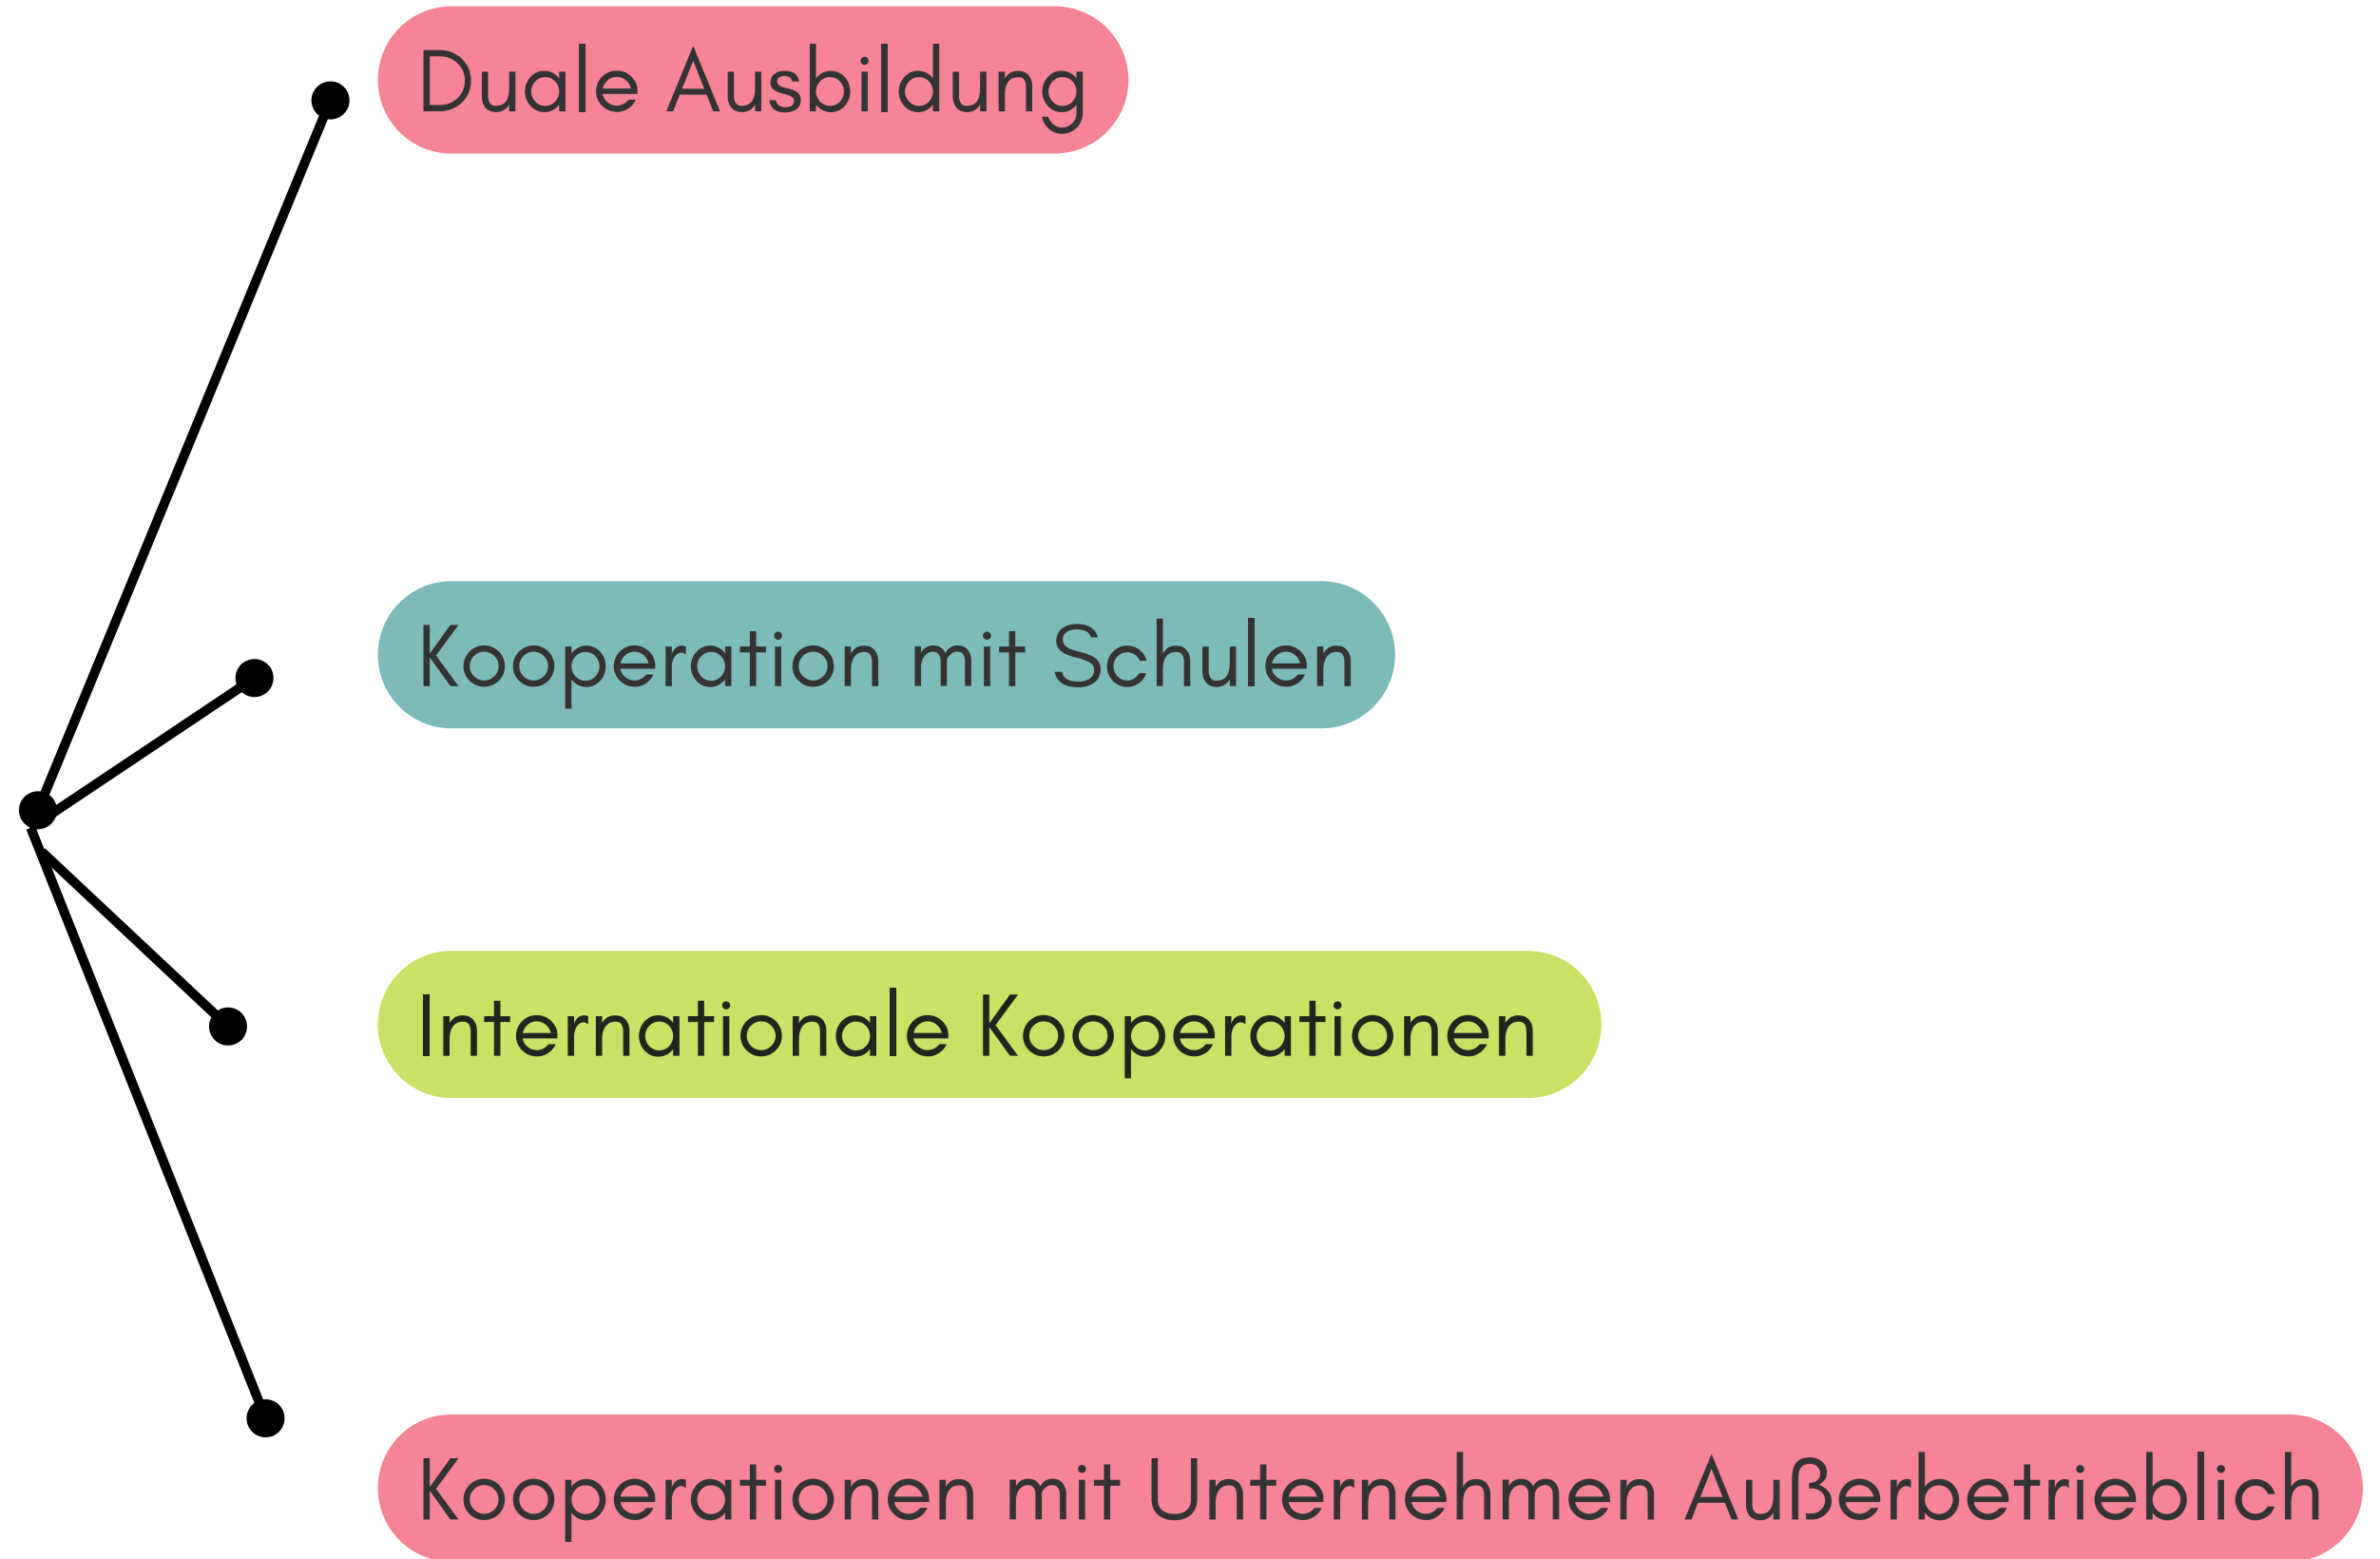 Duale Ausbildung
Kooperation mit Schulen
Internationale Kooperationen
Kooperationen mit Unternehmen Außerbetrieblich